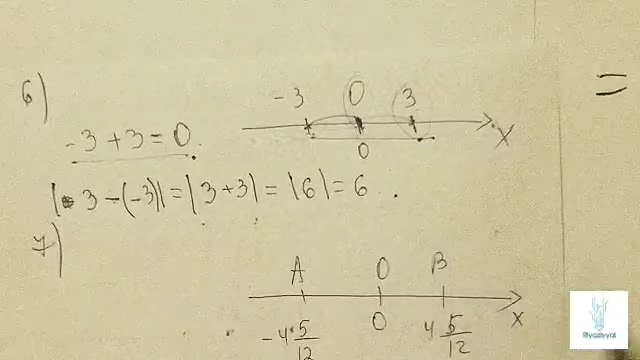 6)
-3 0 3
-3 + 3 = 0.
0
X
|3 - (-3)| = |3 + 3| = |6| = 6.
7)
A O B
-4 5/12 0 4 5/12
x
=
Riyaziyyat